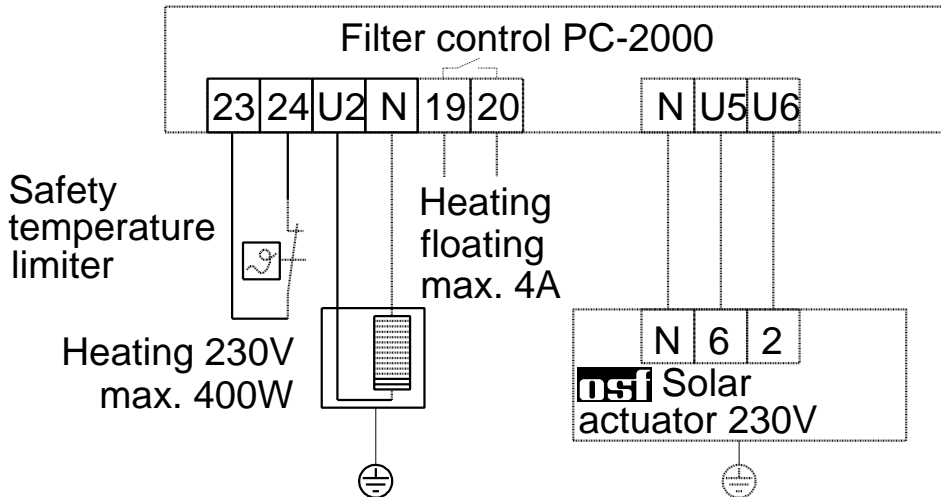 Filter control PC-2000
23 24 U2 N 19 20 N U5 U6
Safety
temperature
limiter
Heating
floating
max. 4A
Heating 230V
max. 400W
N 6 2
osf Solar
actuator 230V